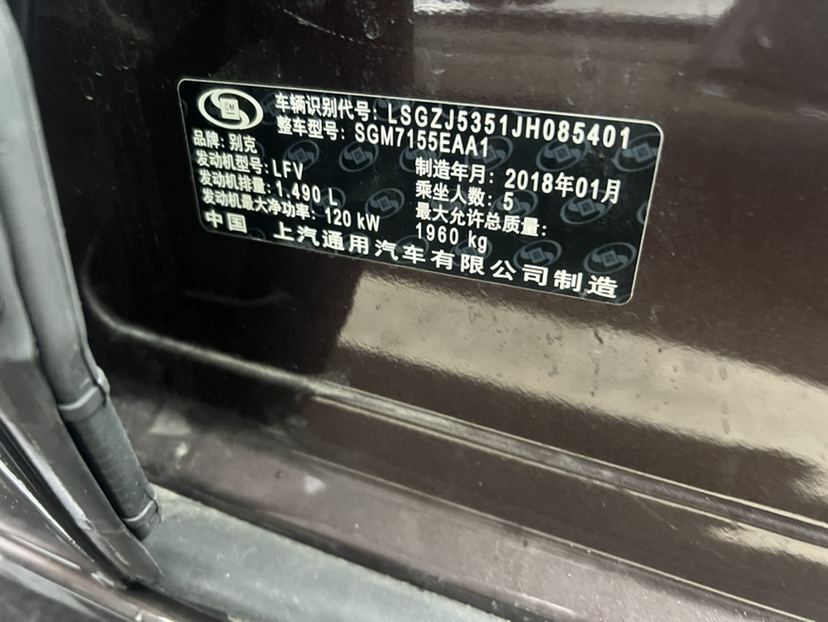 车辆识别代号: LSGZJ5351JH085401
整车型号: SGM7155EAA1
品牌: 别克
发动机型号: LFV
制造年月: 2018年01月
发动机排量: 1.490 L
乘坐人数: 5
发动机最大净功率: 120 kW
最大允许总质量:
1960 kg
中国 上汽通用汽车有限公司制造